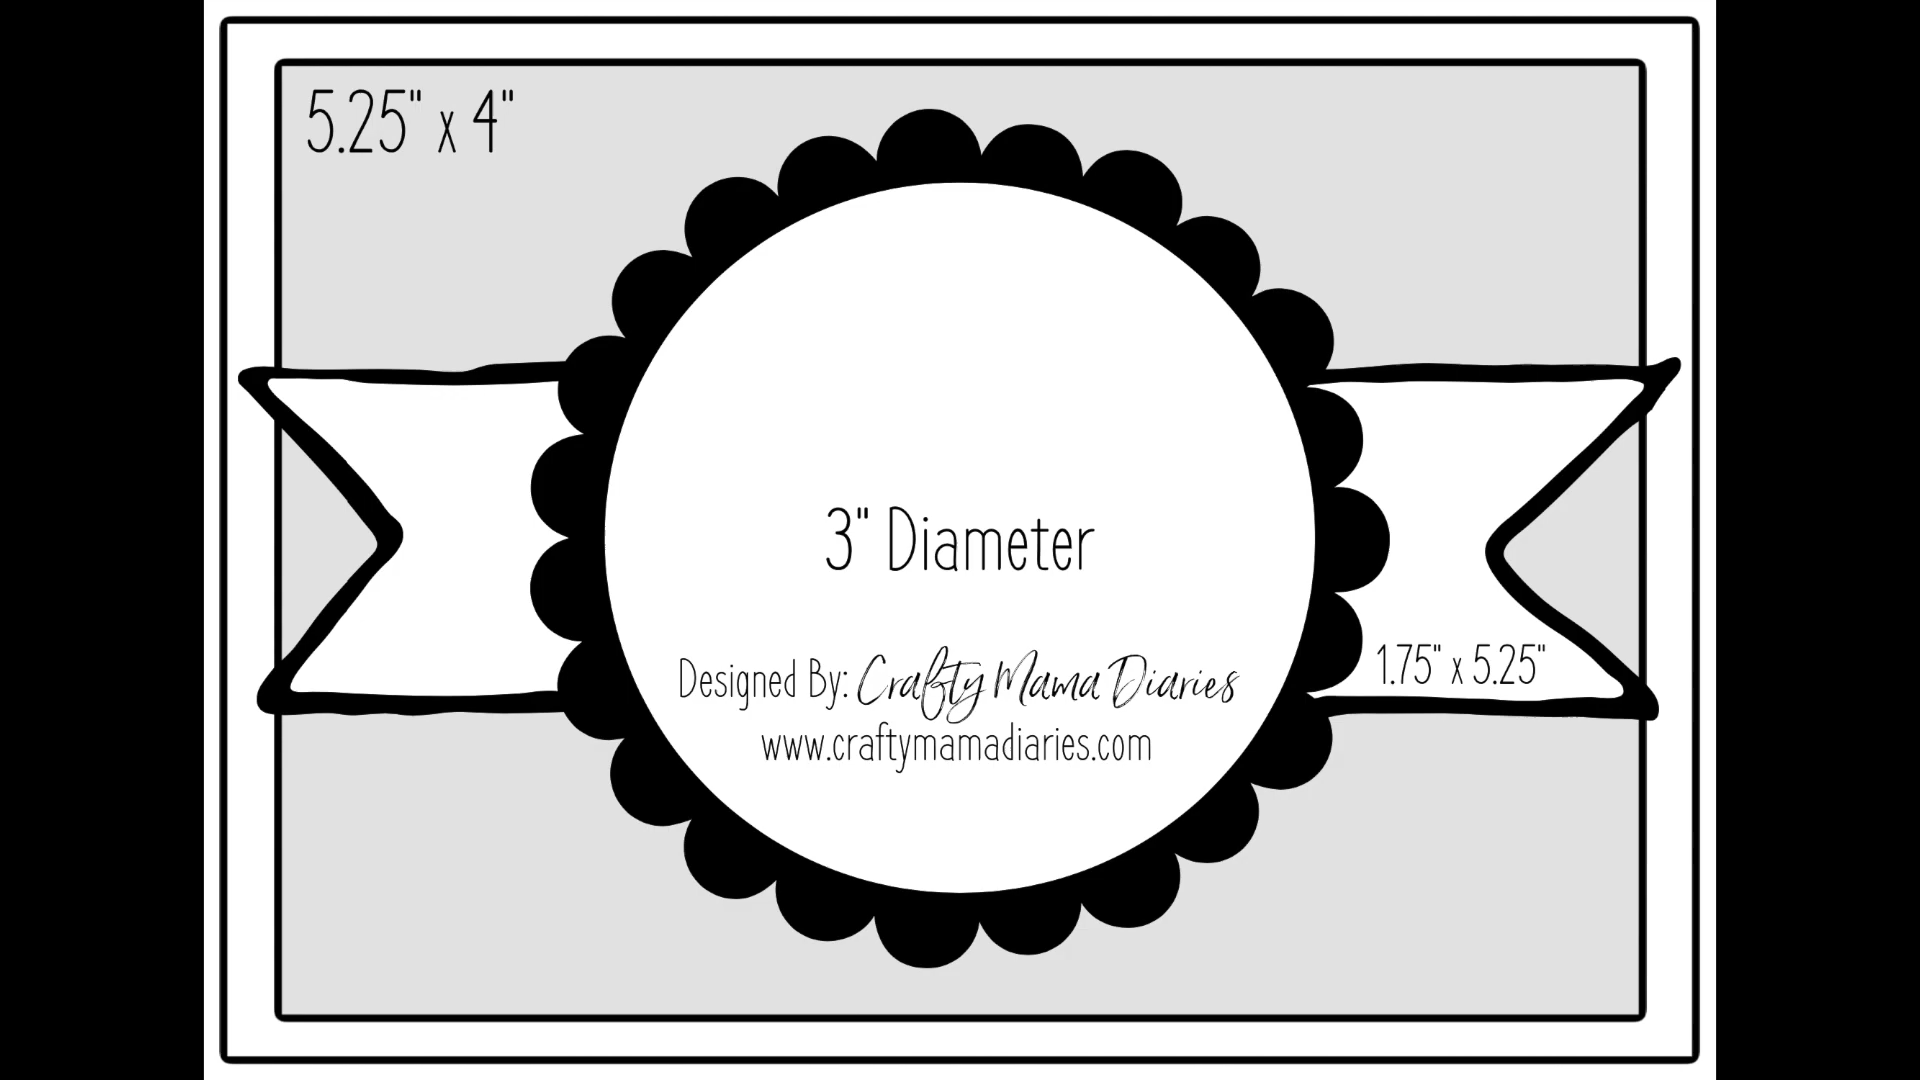 5.25" x 4"
3" Diameter
Designed By: Crafty Mama Diaries
1.75" x 5.25"
www.craftymamadiaries.com